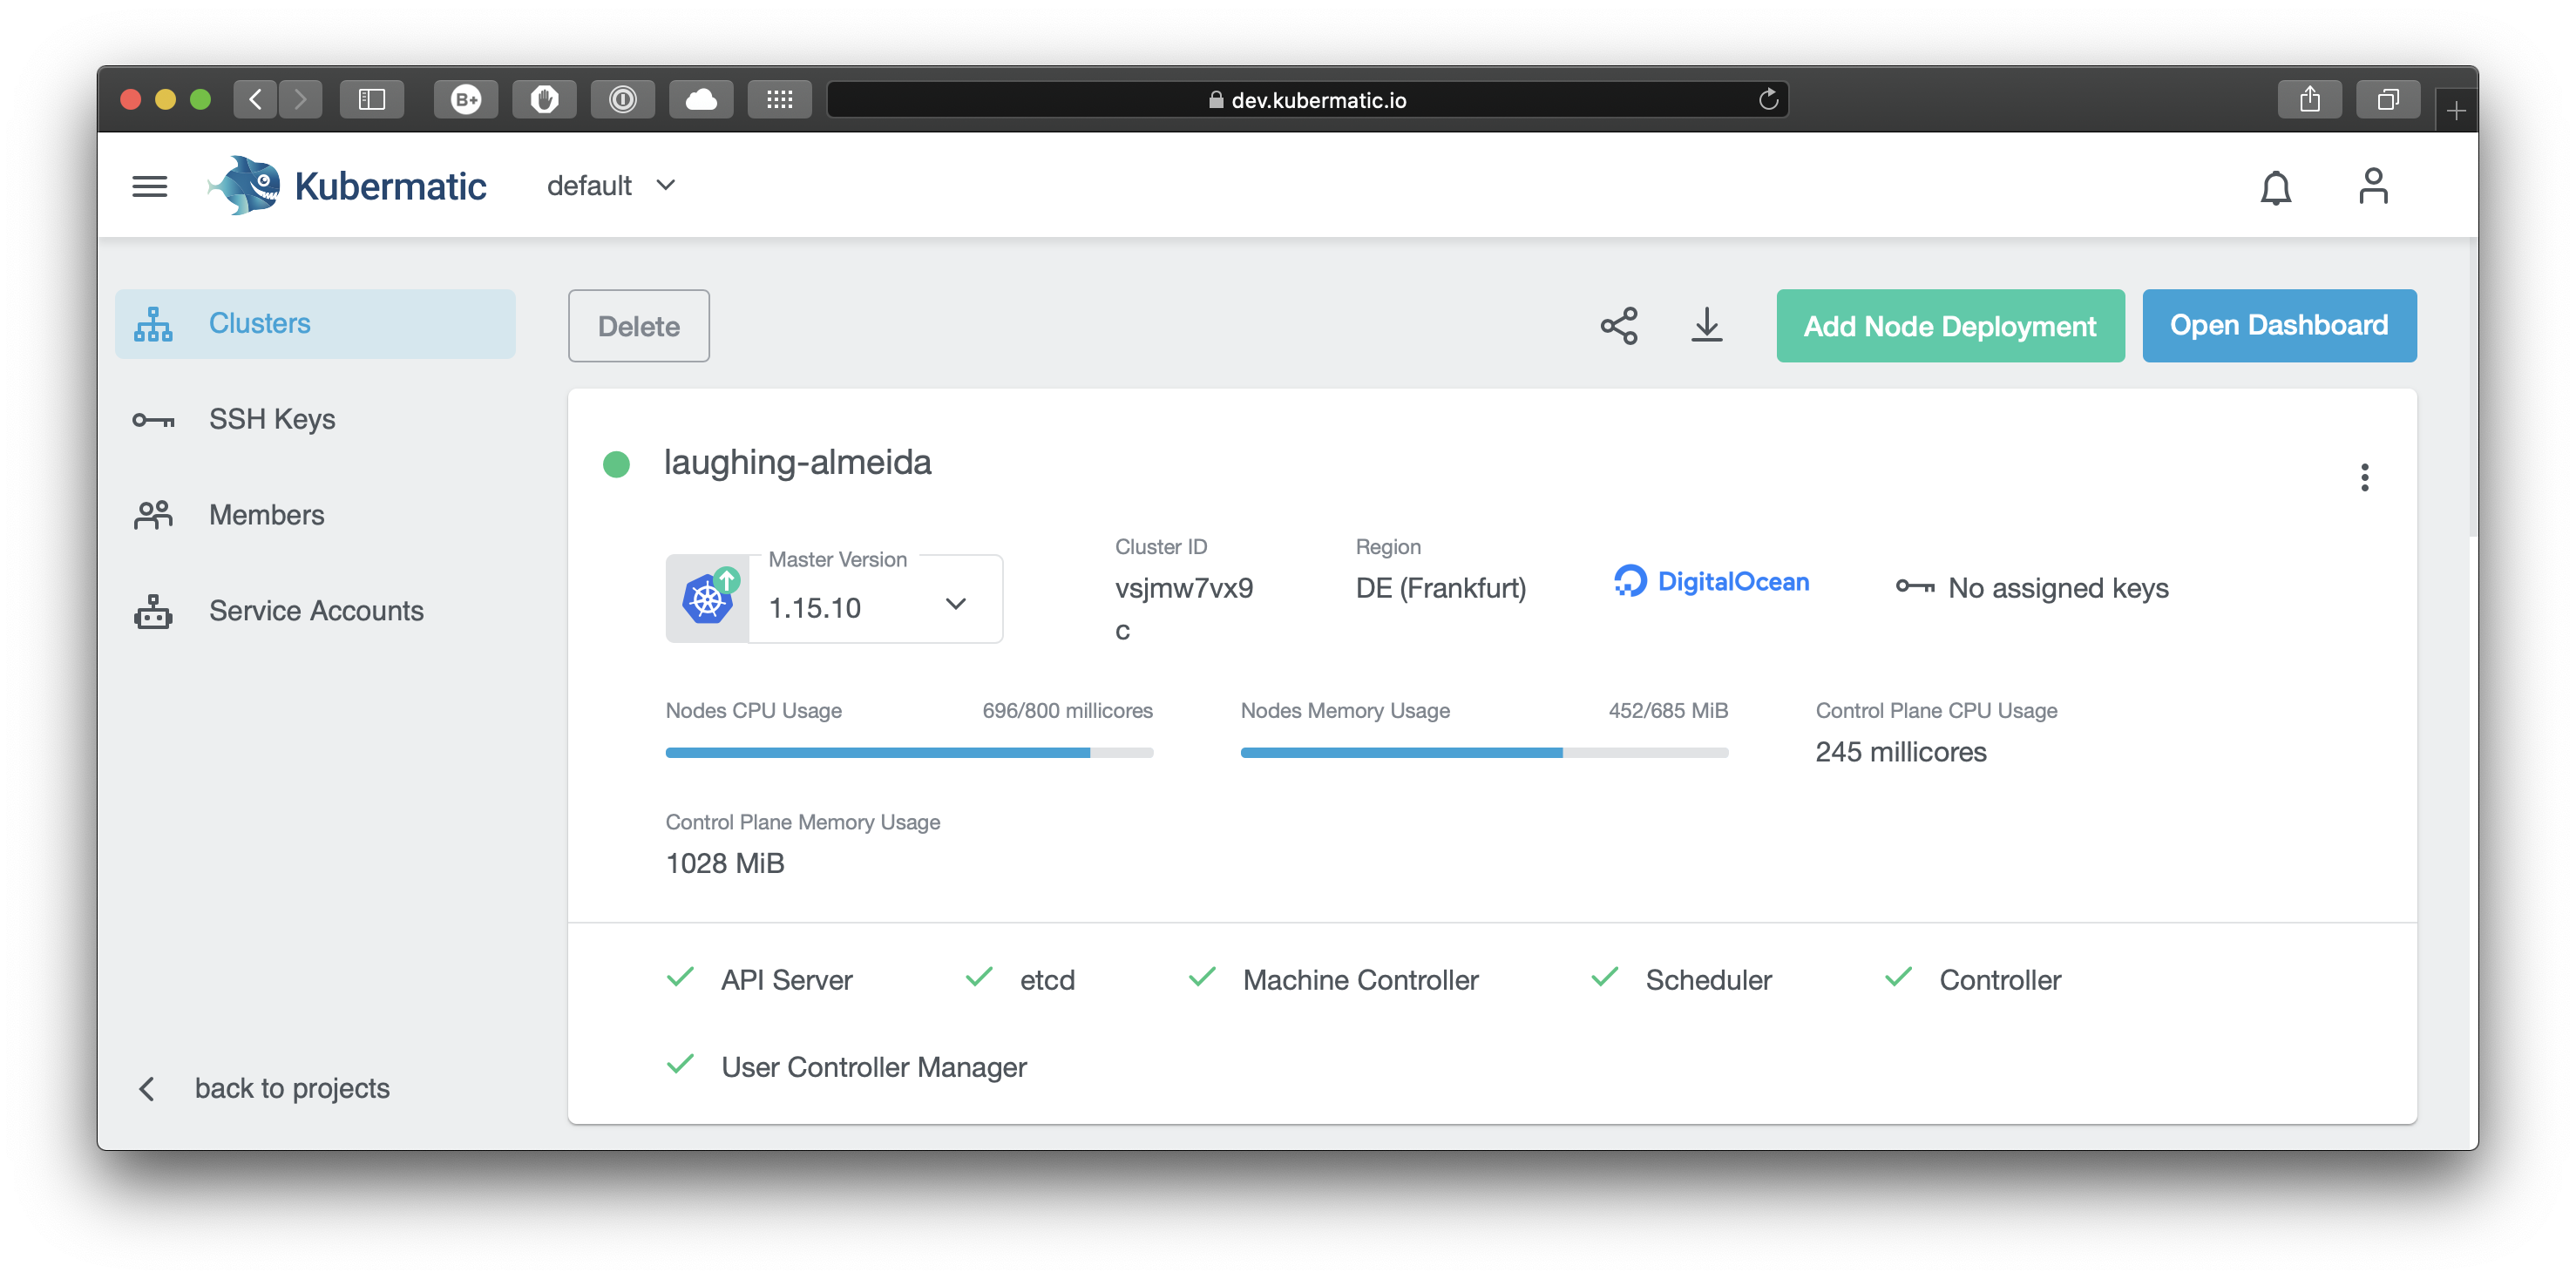 B+
dev.kubermatic.io
Kubermatic
default
Clusters
SSH Keys
Members
Service Accounts
back to projects
Delete
Add Node Deployment
Open Dashboard
laughing-almeida
Master Version
1.15.10
Cluster ID
vsjmw7vx9
c
Region
DE (Frankfurt)
DigitalOcean
No assigned keys
Nodes CPU Usage 696/800 millicores
Nodes Memory Usage 452/685 MiB
Control Plane CPU Usage
245 millicores
Control Plane Memory Usage
1028 MiB
API Server
etcd
Machine Controller
Scheduler
Controller
User Controller Manager